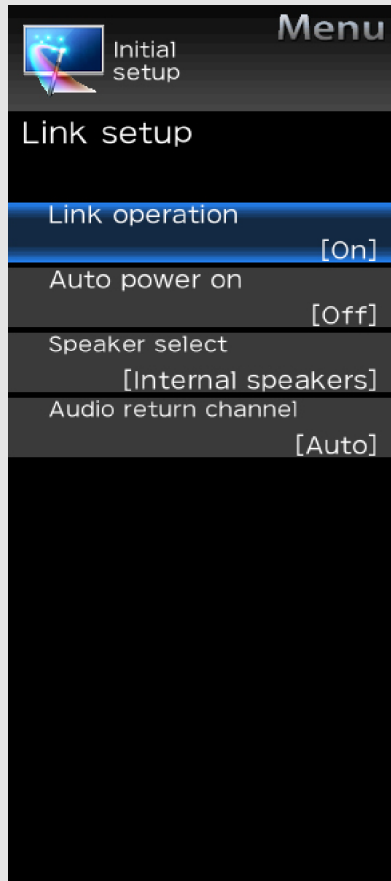 Menu
Initial
setup
Link setup
Link operation
[On]
Auto power on
[Off]
Speaker select
[Internal speakers]
Audio return channel
[Auto]